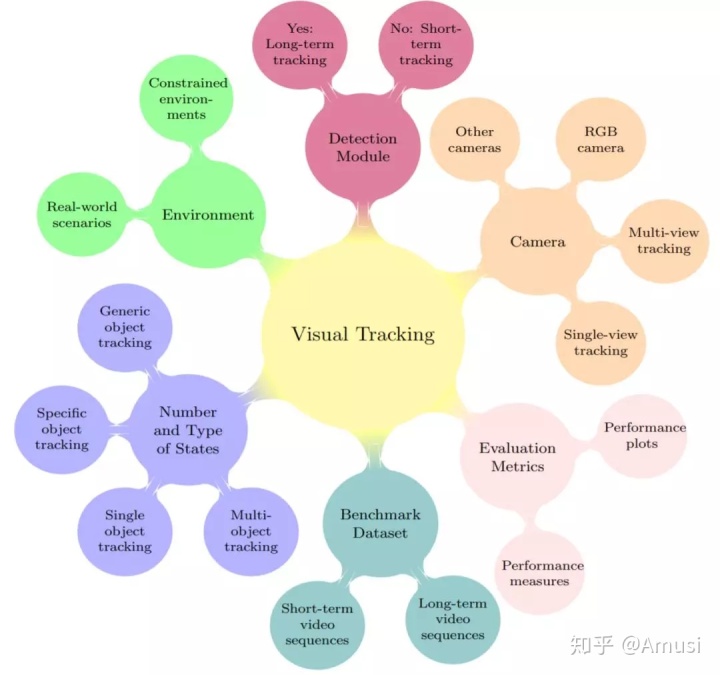 Yes:
Long-term
tracking
No: Short-
term
tracking
Detection
Module
Constrained
environ-
ments
Real-world
scenarios
Environment
Other
cameras
RGB
camera
Camera
Multi-view
tracking
Single-view
tracking
Visual Tracking
Generic
object
tracking
Specific
object
tracking
Number
and Type
of States
Single
object
tracking
Multi-
object
tracking
Evaluation
Metrics
Performance
plots
Performance
measures
Benchmark
Dataset
Short-term
video
sequences
Long-term
video
sequences
知乎 @Amusi